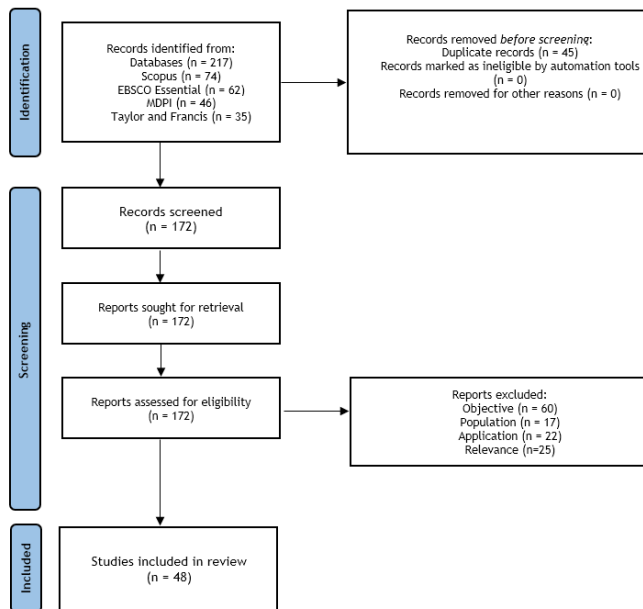 Identification
Records identified from:
Databases (n = 217)
Scopus (n = 74)
EBSCO Essential (n = 62)
MDPI (n = 46)
Taylor and Francis (n = 35)
Records removed before screening:
Duplicate records (n = 45)
Records marked as ineligible by automation tools
(n = 0)
Records removed for other reasons (n = 0)
Screening
Records screened
(n = 172)
Reports sought for retrieval
(n = 172)
Reports assessed for eligibility
(n = 172)
Reports excluded:
Objective (n = 60)
Population (n = 17)
Application (n = 22)
Relevance (n=25)
Included
Studies included in review
(n = 48)